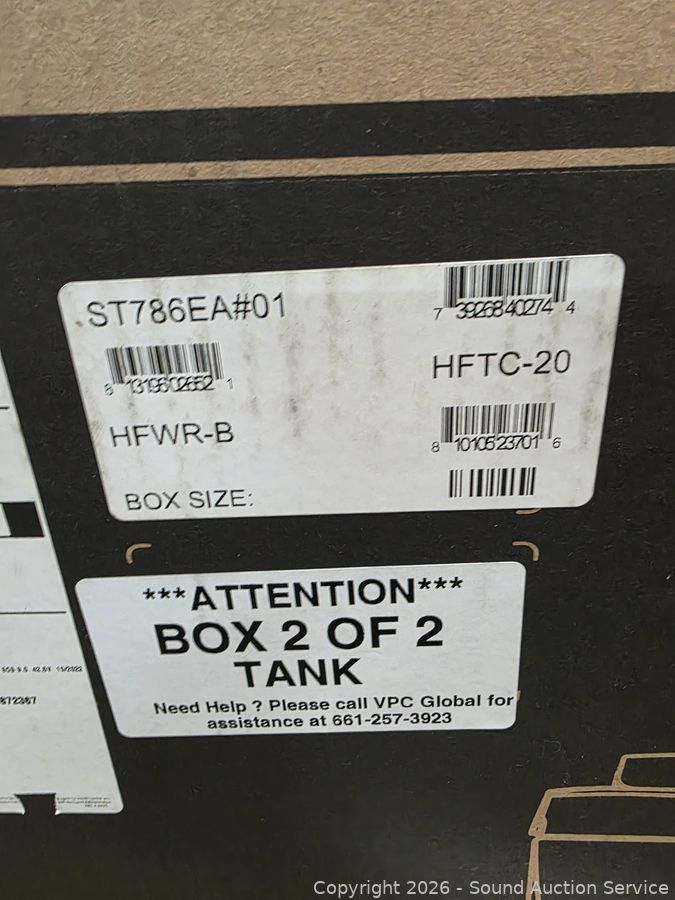 ST786EA#01
7 39268 40274 4
8 13196 02652 1
HFTC-20
HFWR-B
8 10105 23701 6
BOX SIZE:
***ATTENTION***
BOX 2 OF 2
TANK
Need Help ? Please call VPC Global for
assistance at 661-257-3923
872387
Copyright 2026 - Sound Auction Service